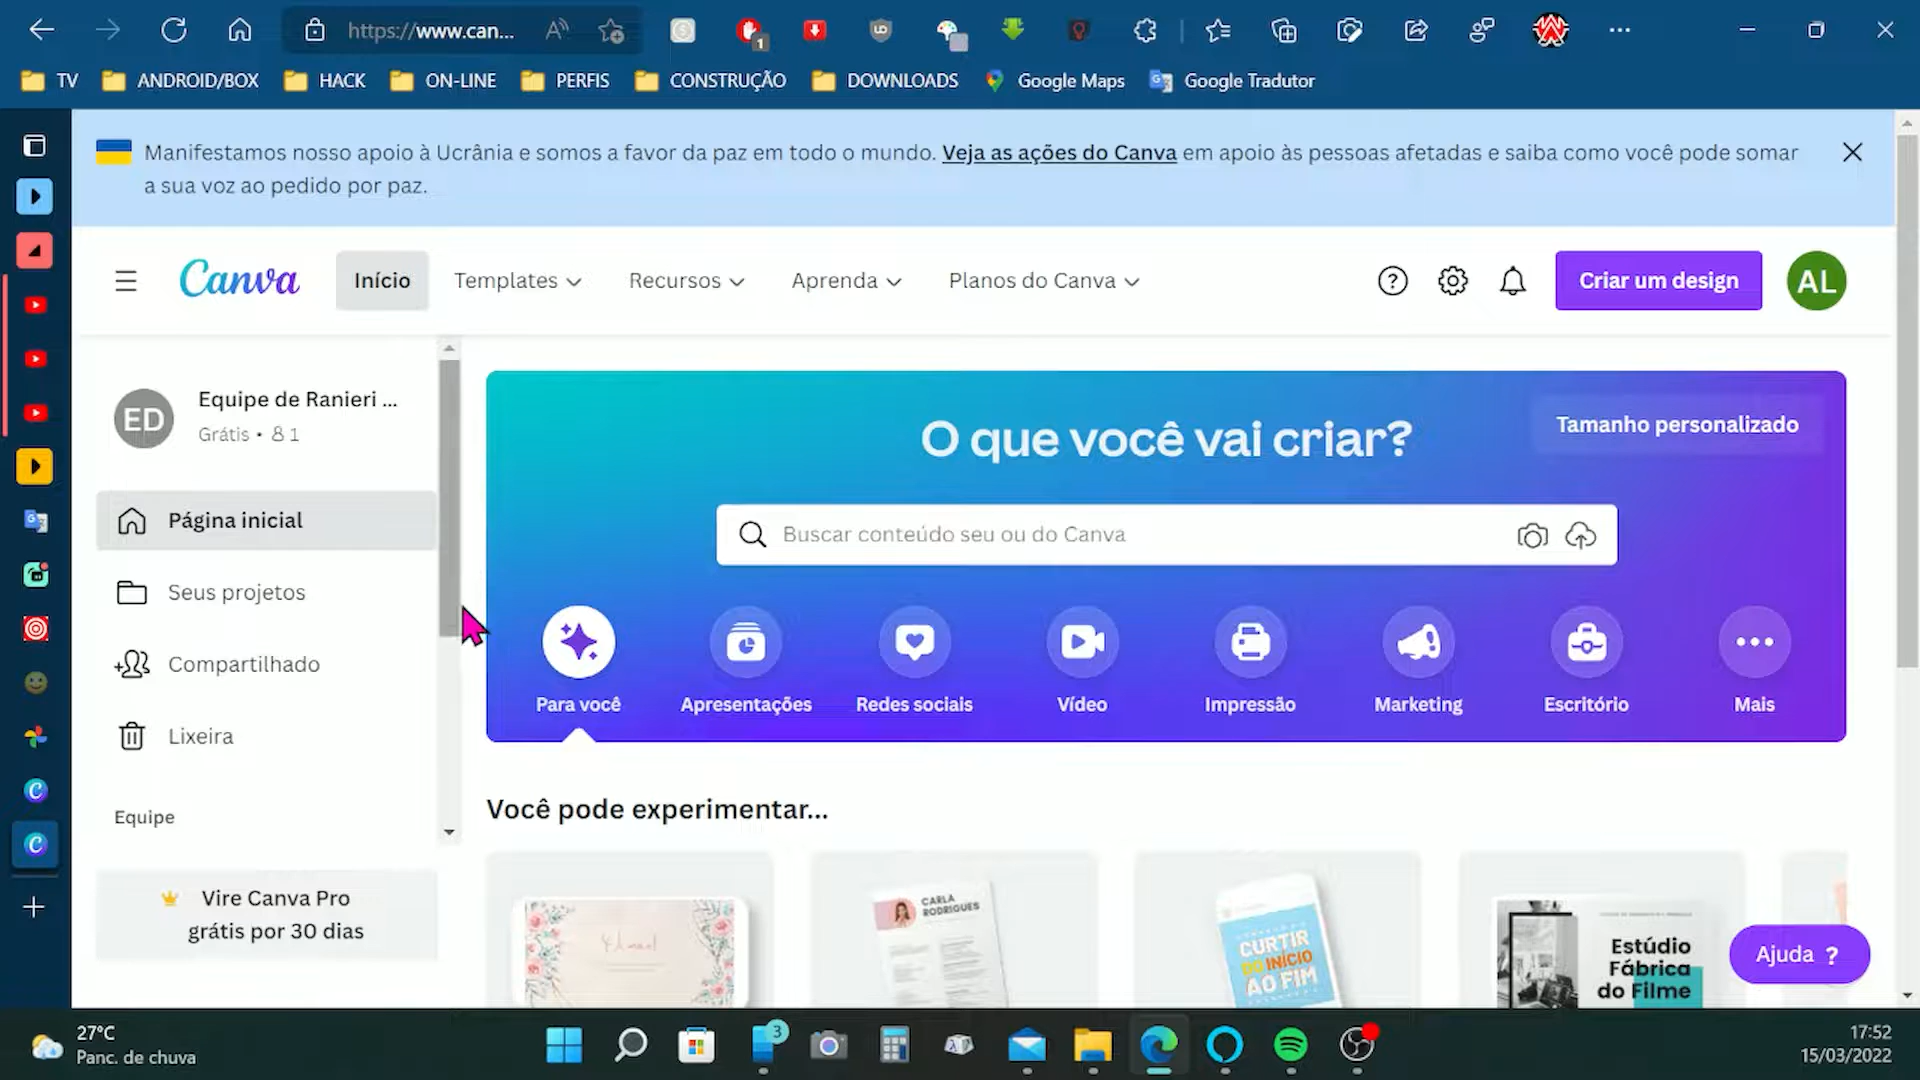 https://www.can...
1
TV
ANDROID/BOX
HACK
ON-LINE
PERFIS
CONSTRUÇÃO
DOWNLOADS
Google Maps
Google Tradutor
Manifestamos nosso apoio à Ucrânia e somos a favor da paz em todo o mundo. Veja as ações do Canva em apoio às pessoas afetadas e saiba como você pode somar
a sua voz ao pedido por paz.
Canva
Início
Templates
Recursos
Aprenda
Planos do Canva
Criar um design
AL
ED
Equipe de Ranieri ...
Grátis • 1
Página inicial
Seus projetos
Compartilhado
Lixeira
Equipe
Vire Canva Pro
grátis por 30 dias
O que você vai criar?
Tamanho personalizado
Buscar conteúdo seu ou do Canva
Para você
Apresentações
Redes sociais
Vídeo
Impressão
Marketing
Escritório
Mais
Você pode experimentar...
CARLA
RODRIGUES
CURTIR
DO INÍCIO
AO FIM
Estúdio
Fábrica
do Filme
Ajuda ?
27°C
Panc. de chuva
3
17:52
15/03/2022